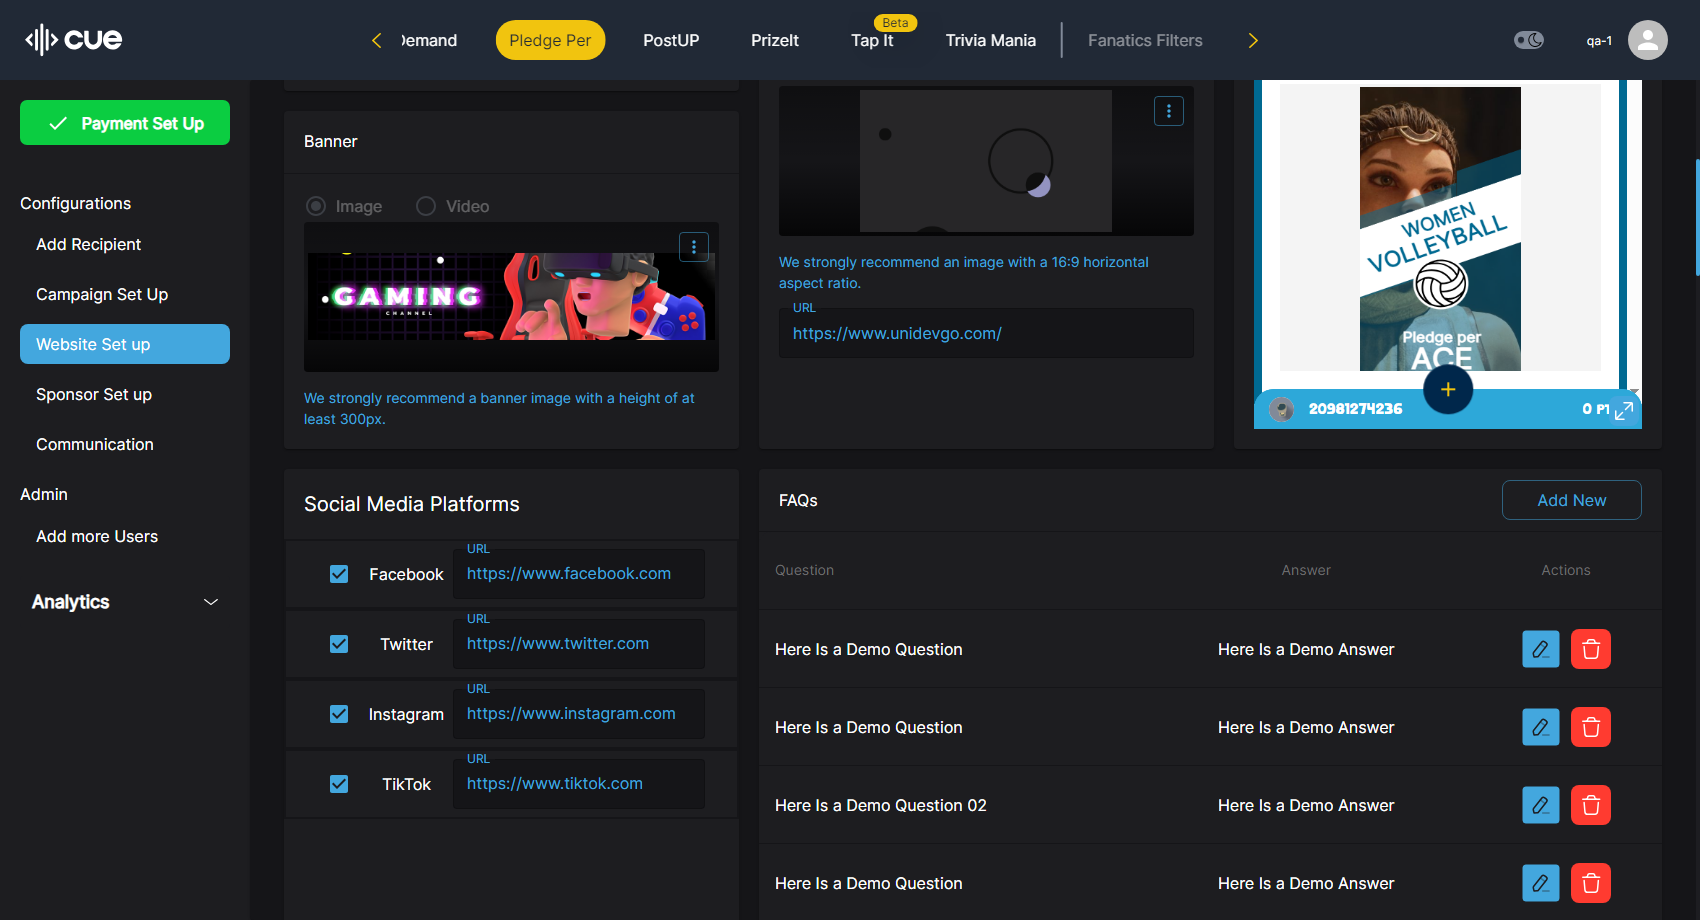 cue
Demand
Pledge Per
PostUP
PrizeIt
Beta
Tap It
Trivia Mania
Fanatics Filters
qa-1
Payment Set Up
Configurations
Add Recipient
Campaign Set Up
Website Set up
Sponsor Set up
Communication
Admin
Add more Users
Analytics
Banner
Image
Video
GAMING
CHANNEL
We strongly recommend a banner image with a height of at
least 300px.
We strongly recommend an image with a 16:9 horizontal
aspect ratio.
URL
https://www.unidevgo.com/
WOMEN
VOLLEYBALL
Pledge per
ACE
20981274236
0 PT
Social Media Platforms
Facebook
URL
https://www.facebook.com
Twitter
URL
https://www.twitter.com
Instagram
URL
https://www.instagram.com
TikTok
URL
https://www.tiktok.com
FAQs
Add New
Question
Answer
Actions
Here Is a Demo Question
Here Is a Demo Answer
Here Is a Demo Question
Here Is a Demo Answer
Here Is a Demo Question 02
Here Is a Demo Answer
Here Is a Demo Question
Here Is a Demo Answer